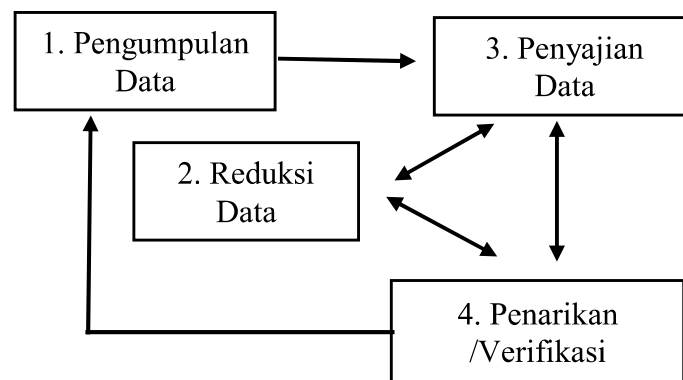 1. Pengumpulan
Data
3. Penyajian
Data
2. Reduksi
Data
4. Penarikan
/Verifikasi